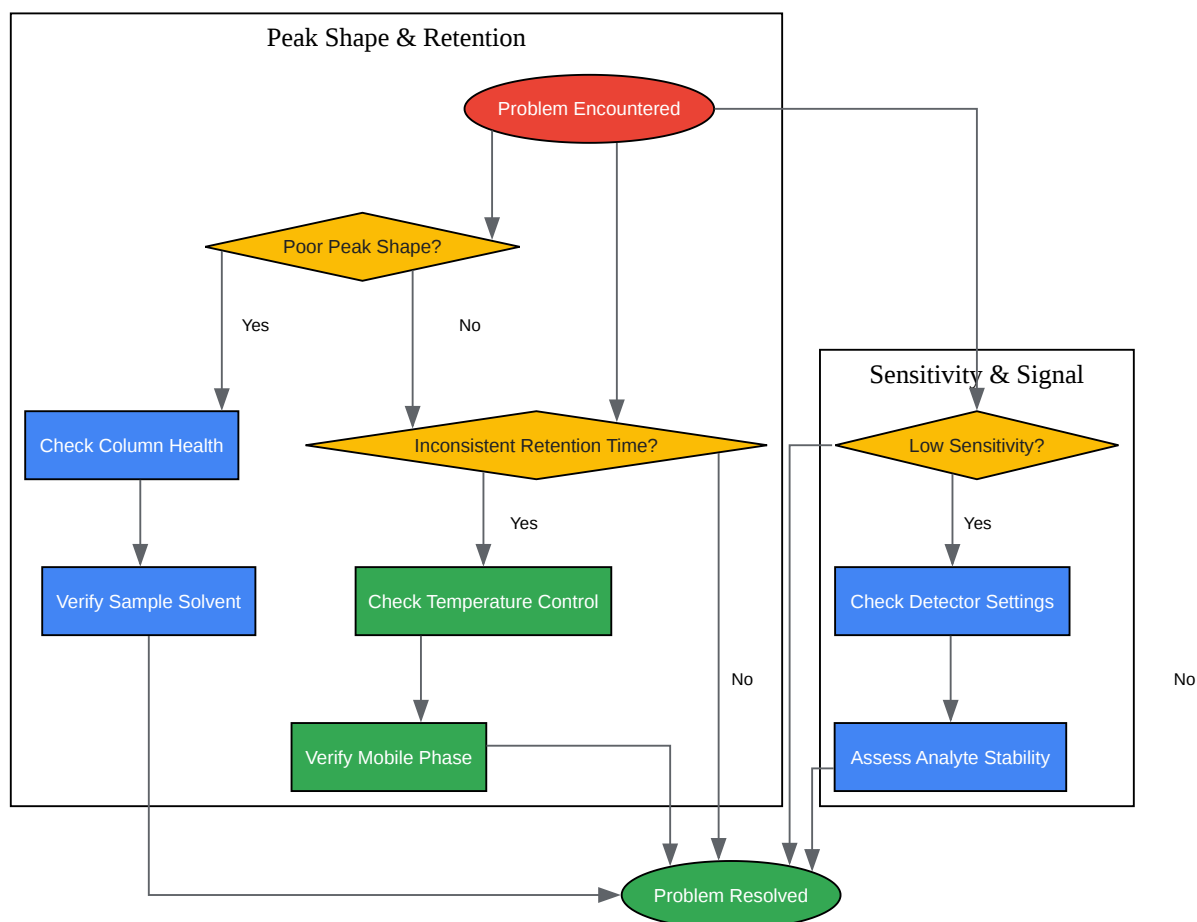 Peak Shape & Retention
Problem Encountered
Poor Peak Shape?
Yes
No
Sensitivity & Signal
Check Column Health
Inconsistent Retention Time?
Low Sensitivity?
Yes
Yes
Verify Sample Solvent
Check Temperature Control
Check Detector Settings
No
No
Verify Mobile Phase
Assess Analyte Stability
Problem Resolved